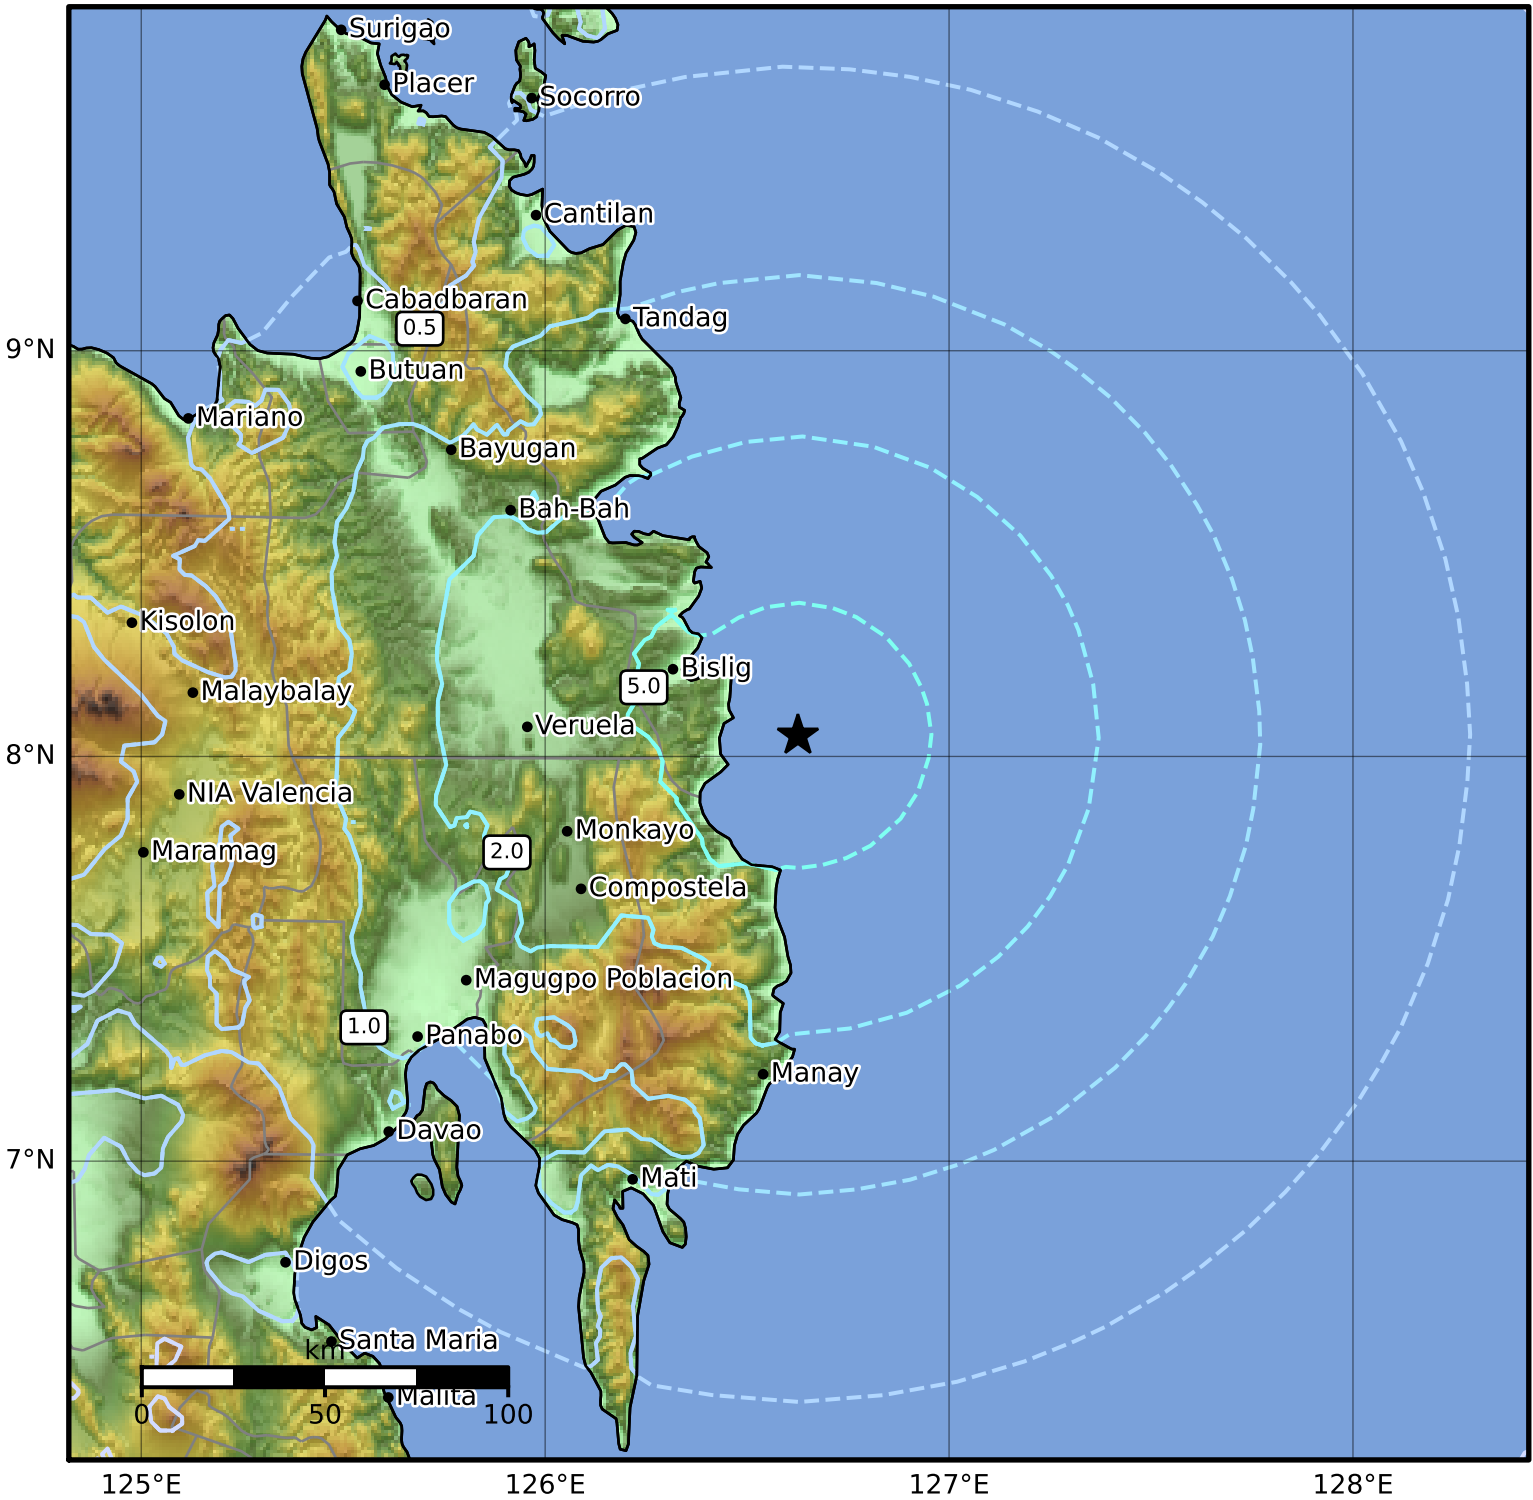 Surigao
Placer
Socorro
Cantilan
Cabadbaran
Tandag
0.5
9°N
Butuan
Mariano
Bayugan
Bah-Bah
Kisolon
Bislig
5.0
Malaybalay
Veruela
8°N
NIA Valencia
Monkayo
2.0
Maramag
Compostela
Magugpo Poblacion
1.0
Panabo
Manay
Davao
7°N
Mati
Digos
Santa Maria
km
Malita
0 50 100
125°E 126°E 127°E 128°E